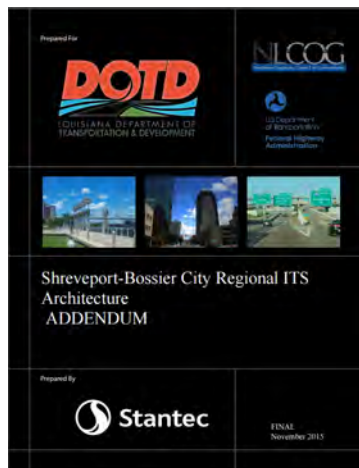 Prepared For
DOTD
LOUISIANA DEPARTMENT OF
TRANSPORTATION & DEVELOPMENT
NLCOG
US Department
of Transportation
Federal Highway
Administration
Shreveport-Bossier City Regional ITS
Architecture
ADDENDUM
Prepared By
Stantec
FINAL
November 2015